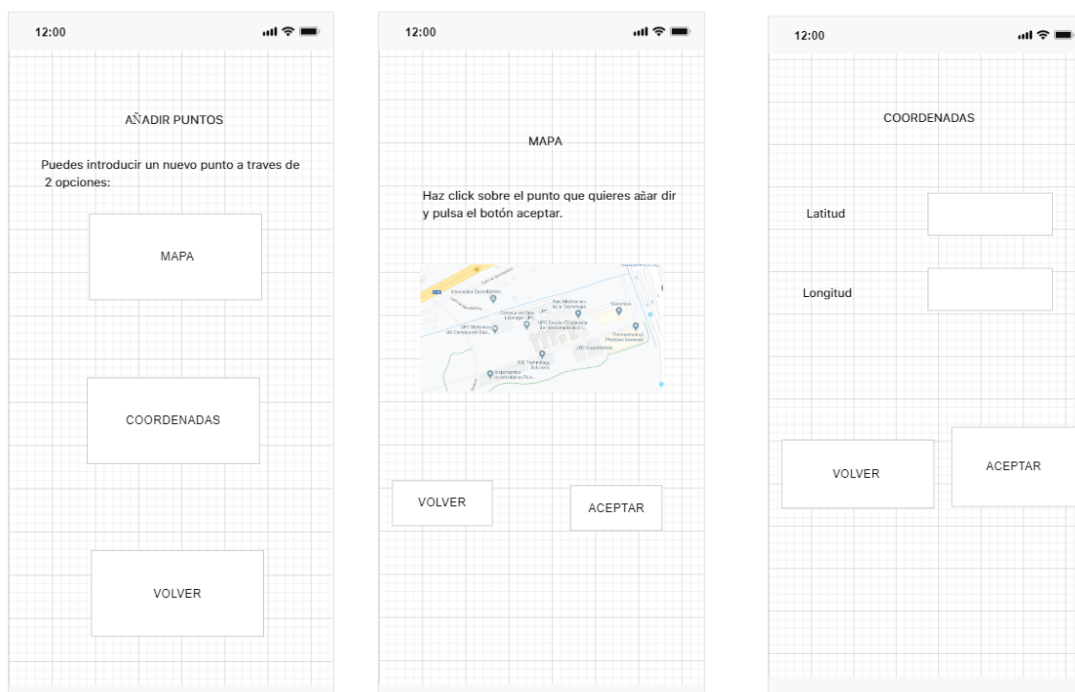 12:00
AÑADIR PUNTOS
Puedes introducir un nuevo punto a traves de
2 opciones:
MAPA
COORDENADAS
VOLVER
12:00
MAPA
Haz click sobre el punto que quieres añar dir
y pulsa el botón aceptar.
VOLVER
ACEPTAR
12:00
COORDENADAS
Latitud
Longitud
VOLVER
ACEPTAR